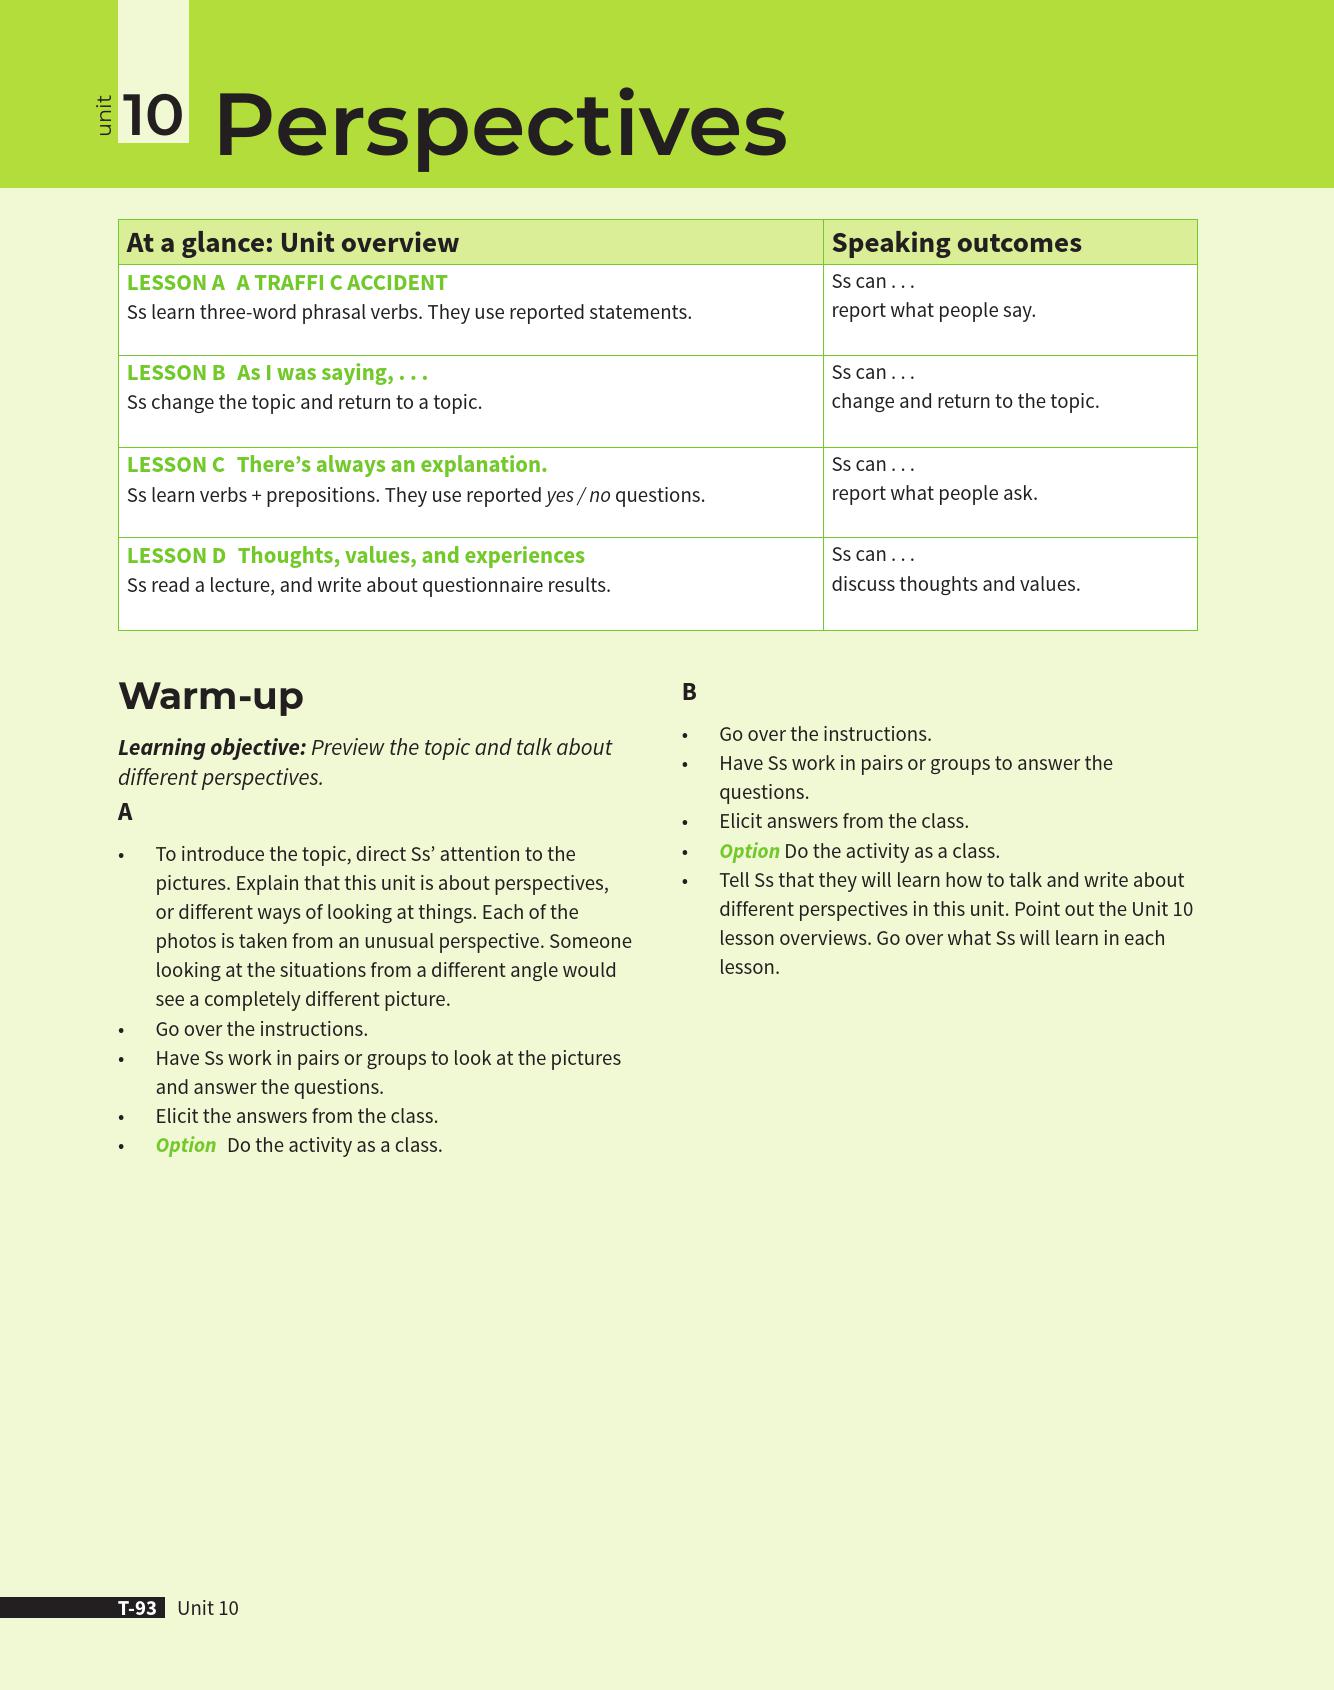 unit
10 Perspectives
At a glance: Unit overview
Speaking outcomes
LESSON A A TRAFFI C ACCIDENT
Ss learn three-word phrasal verbs. They use reported statements.
Ss can . . .
report what people say.
LESSON B As I was saying, . . .
Ss change the topic and return to a topic.
Ss can . . .
change and return to the topic.
LESSON C There’s always an explanation.
Ss learn verbs + prepositions. They use reported yes / no questions.
Ss can . . .
report what people ask.
LESSON D Thoughts, values, and experiences
Ss read a lecture, and write about questionnaire results.
Ss can . . .
discuss thoughts and values.
Warm-up
Learning objective: Preview the topic and talk about
different perspectives.
A
• To introduce the topic, direct Ss’ attention to the
pictures. Explain that this unit is about perspectives,
or different ways of looking at things. Each of the
photos is taken from an unusual perspective. Someone
looking at the situations from a different angle would
see a completely different picture.
• Go over the instructions.
• Have Ss work in pairs or groups to look at the pictures
and answer the questions.
• Elicit the answers from the class.
• Option Do the activity as a class.
B
• Go over the instructions.
• Have Ss work in pairs or groups to answer the
questions.
• Elicit answers from the class.
• Option Do the activity as a class.
• Tell Ss that they will learn how to talk and write about
different perspectives in this unit. Point out the Unit 10
lesson overviews. Go over what Ss will learn in each
lesson.
T-93 Unit 10